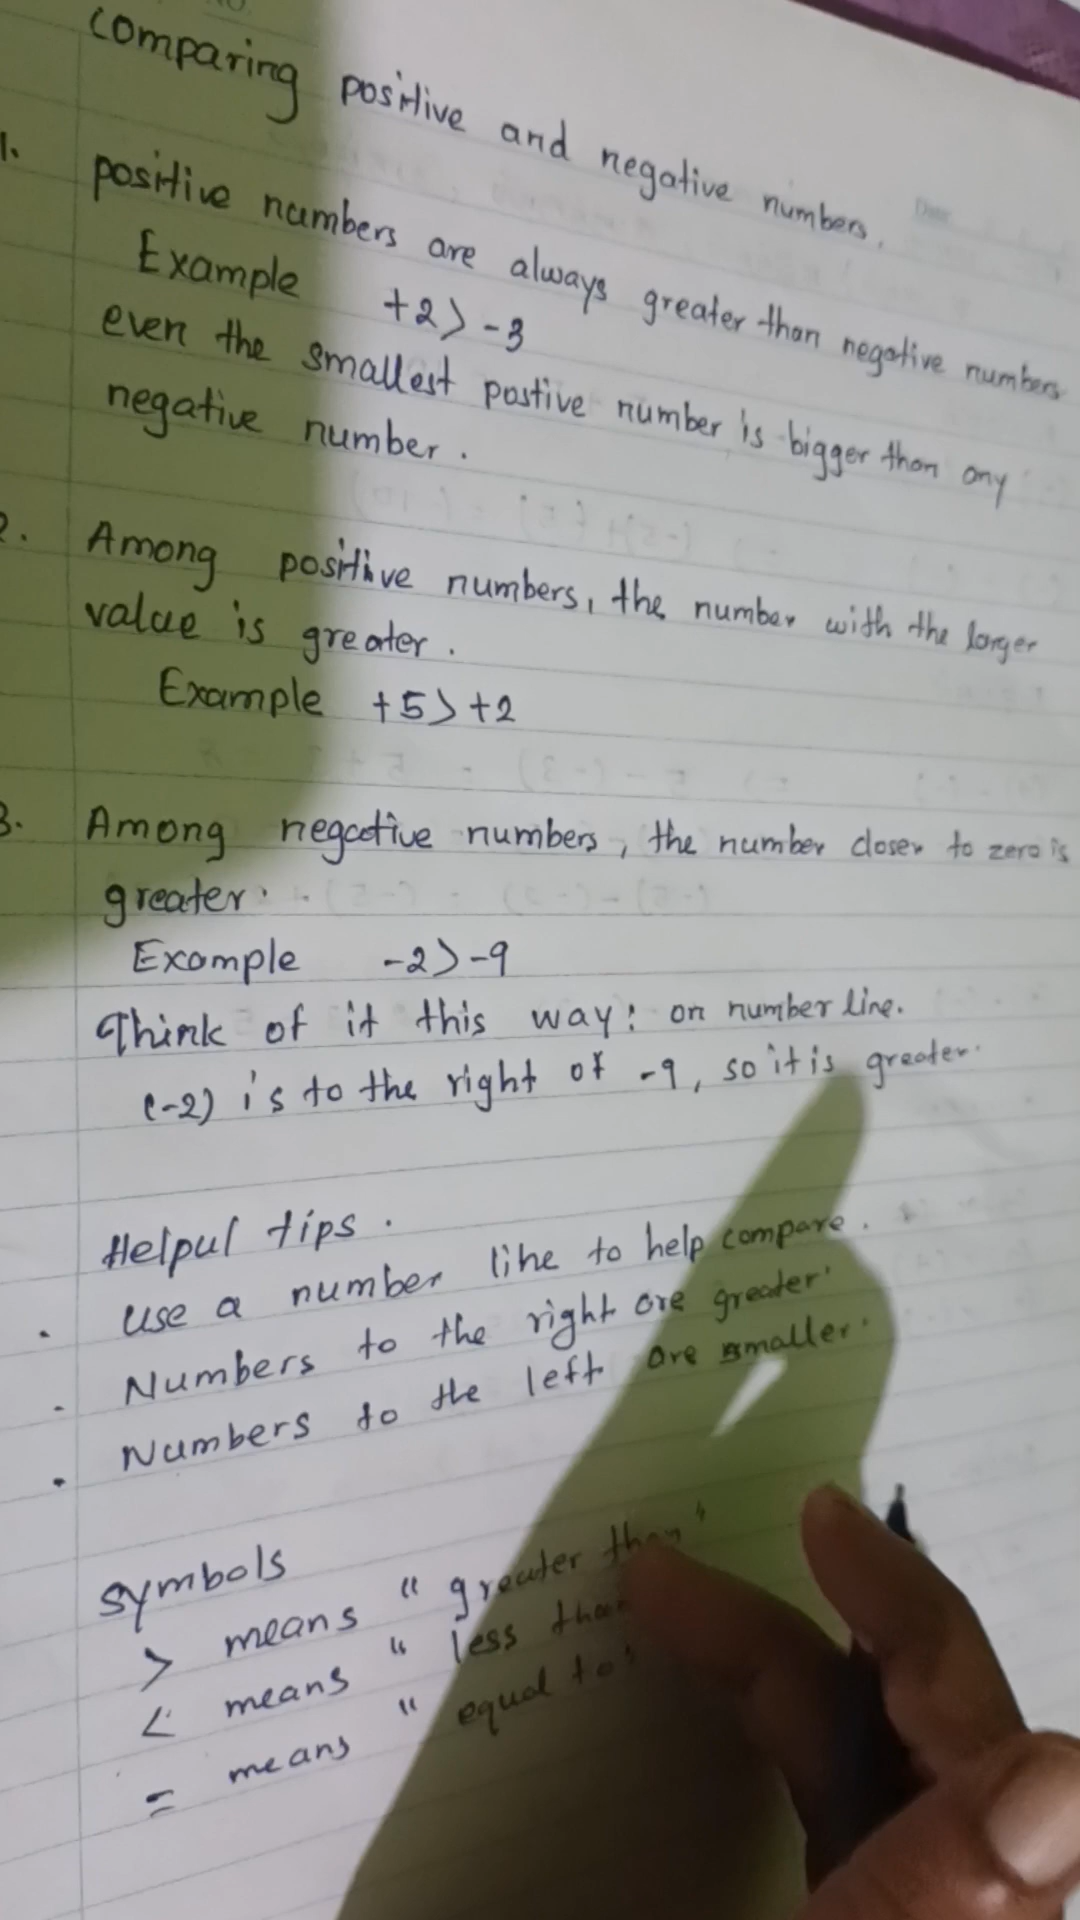 comparing positive and negative numbers.
1. positive numbers are always greater than negative numbers
Example +2 > -3
even the smallest postive number is bigger than any
negative number.
2. Among positive numbers, the number with the larger
value is greater.
Example +5 > +2
3. Among negative numbers, the number closer to zero is
greater.
Example -2 > -9
Think of it this way: on number line.
(-2) is to the right of -9, so it is greater.
Helpul tips.
• use a number line to help compare.
• Numbers to the right are greater.
• Numbers to the left are smaller.
symbols
> means "greater than"
< means "less than
= means "equal to"